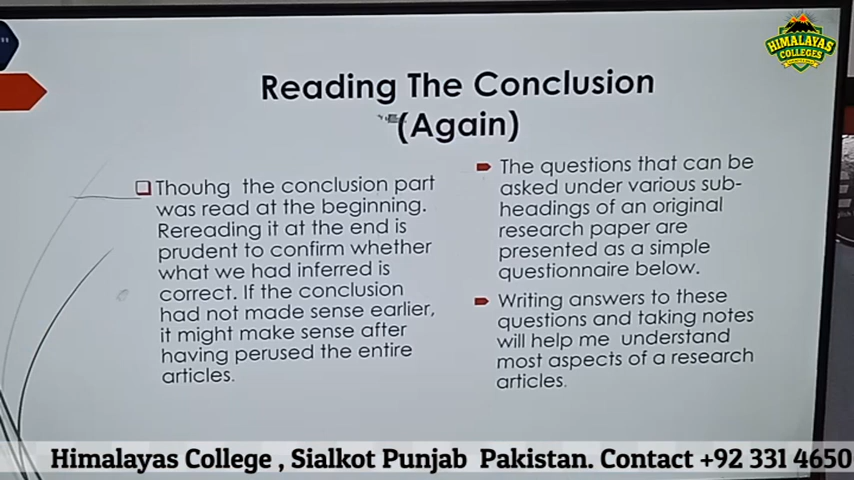 HIMALAYAS
COLLEGES
Reading The Conclusion
(Again)
Thouhg the conclusion part
was read at the beginning.
Rereading it at the end is
prudent to confirm whether
what we had inferred is
correct. If the conclusion
had not made sense earlier,
it might make sense after
having perused the entire
articles.
The questions that can be
asked under various sub-
headings of an original
research paper are
presented as a simple
questionnaire below.
Writing answers to these
questions and taking notes
will help me understand
most aspects of a research
articles.
Himalayas College , Sialkot Punjab Pakistan. Contact +92 331 4650